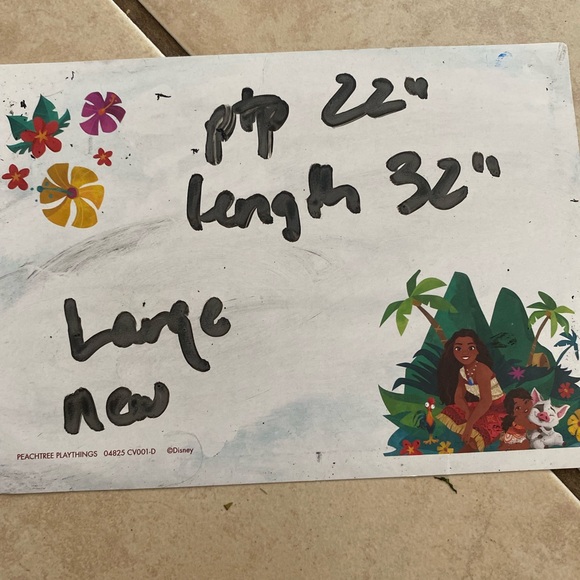 ptp 22"
length 32"
Large
new
PEACHTREE PLAYTHINGS 04825 CV001-D ©Disney